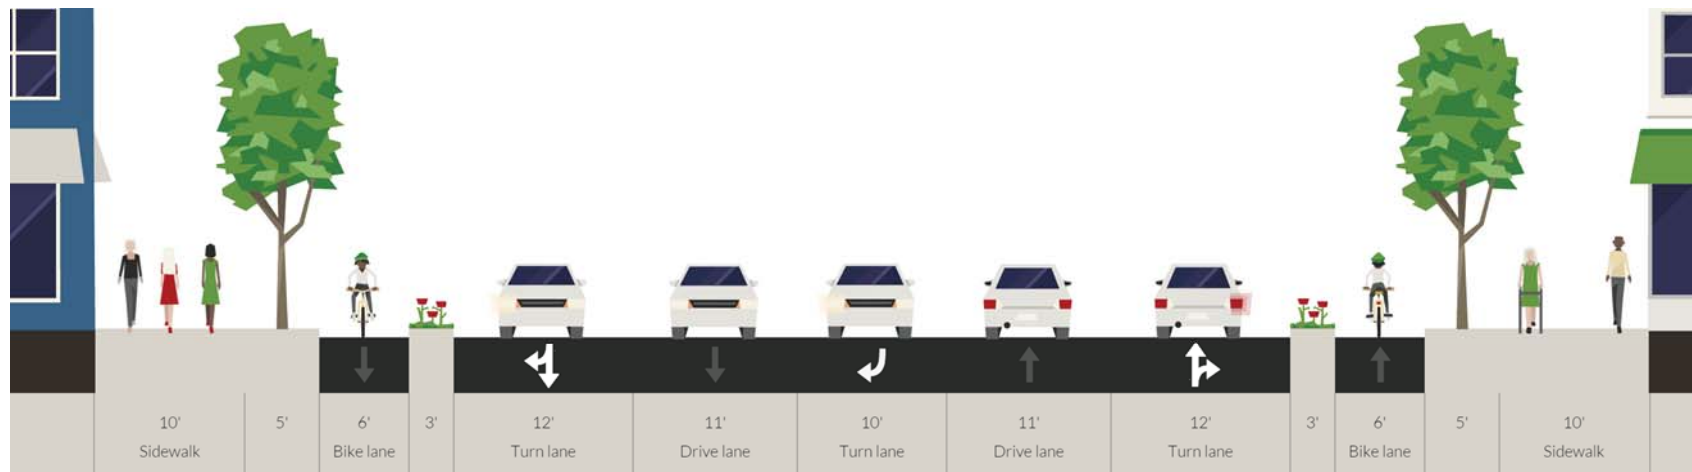 10' 5' 6' 3' 12' 11' 10' 11' 12' 3' 6' 5' 10'
Sidewalk Bike lane Turn lane Drive lane Turn lane Drive lane Turn lane Bike lane Sidewalk